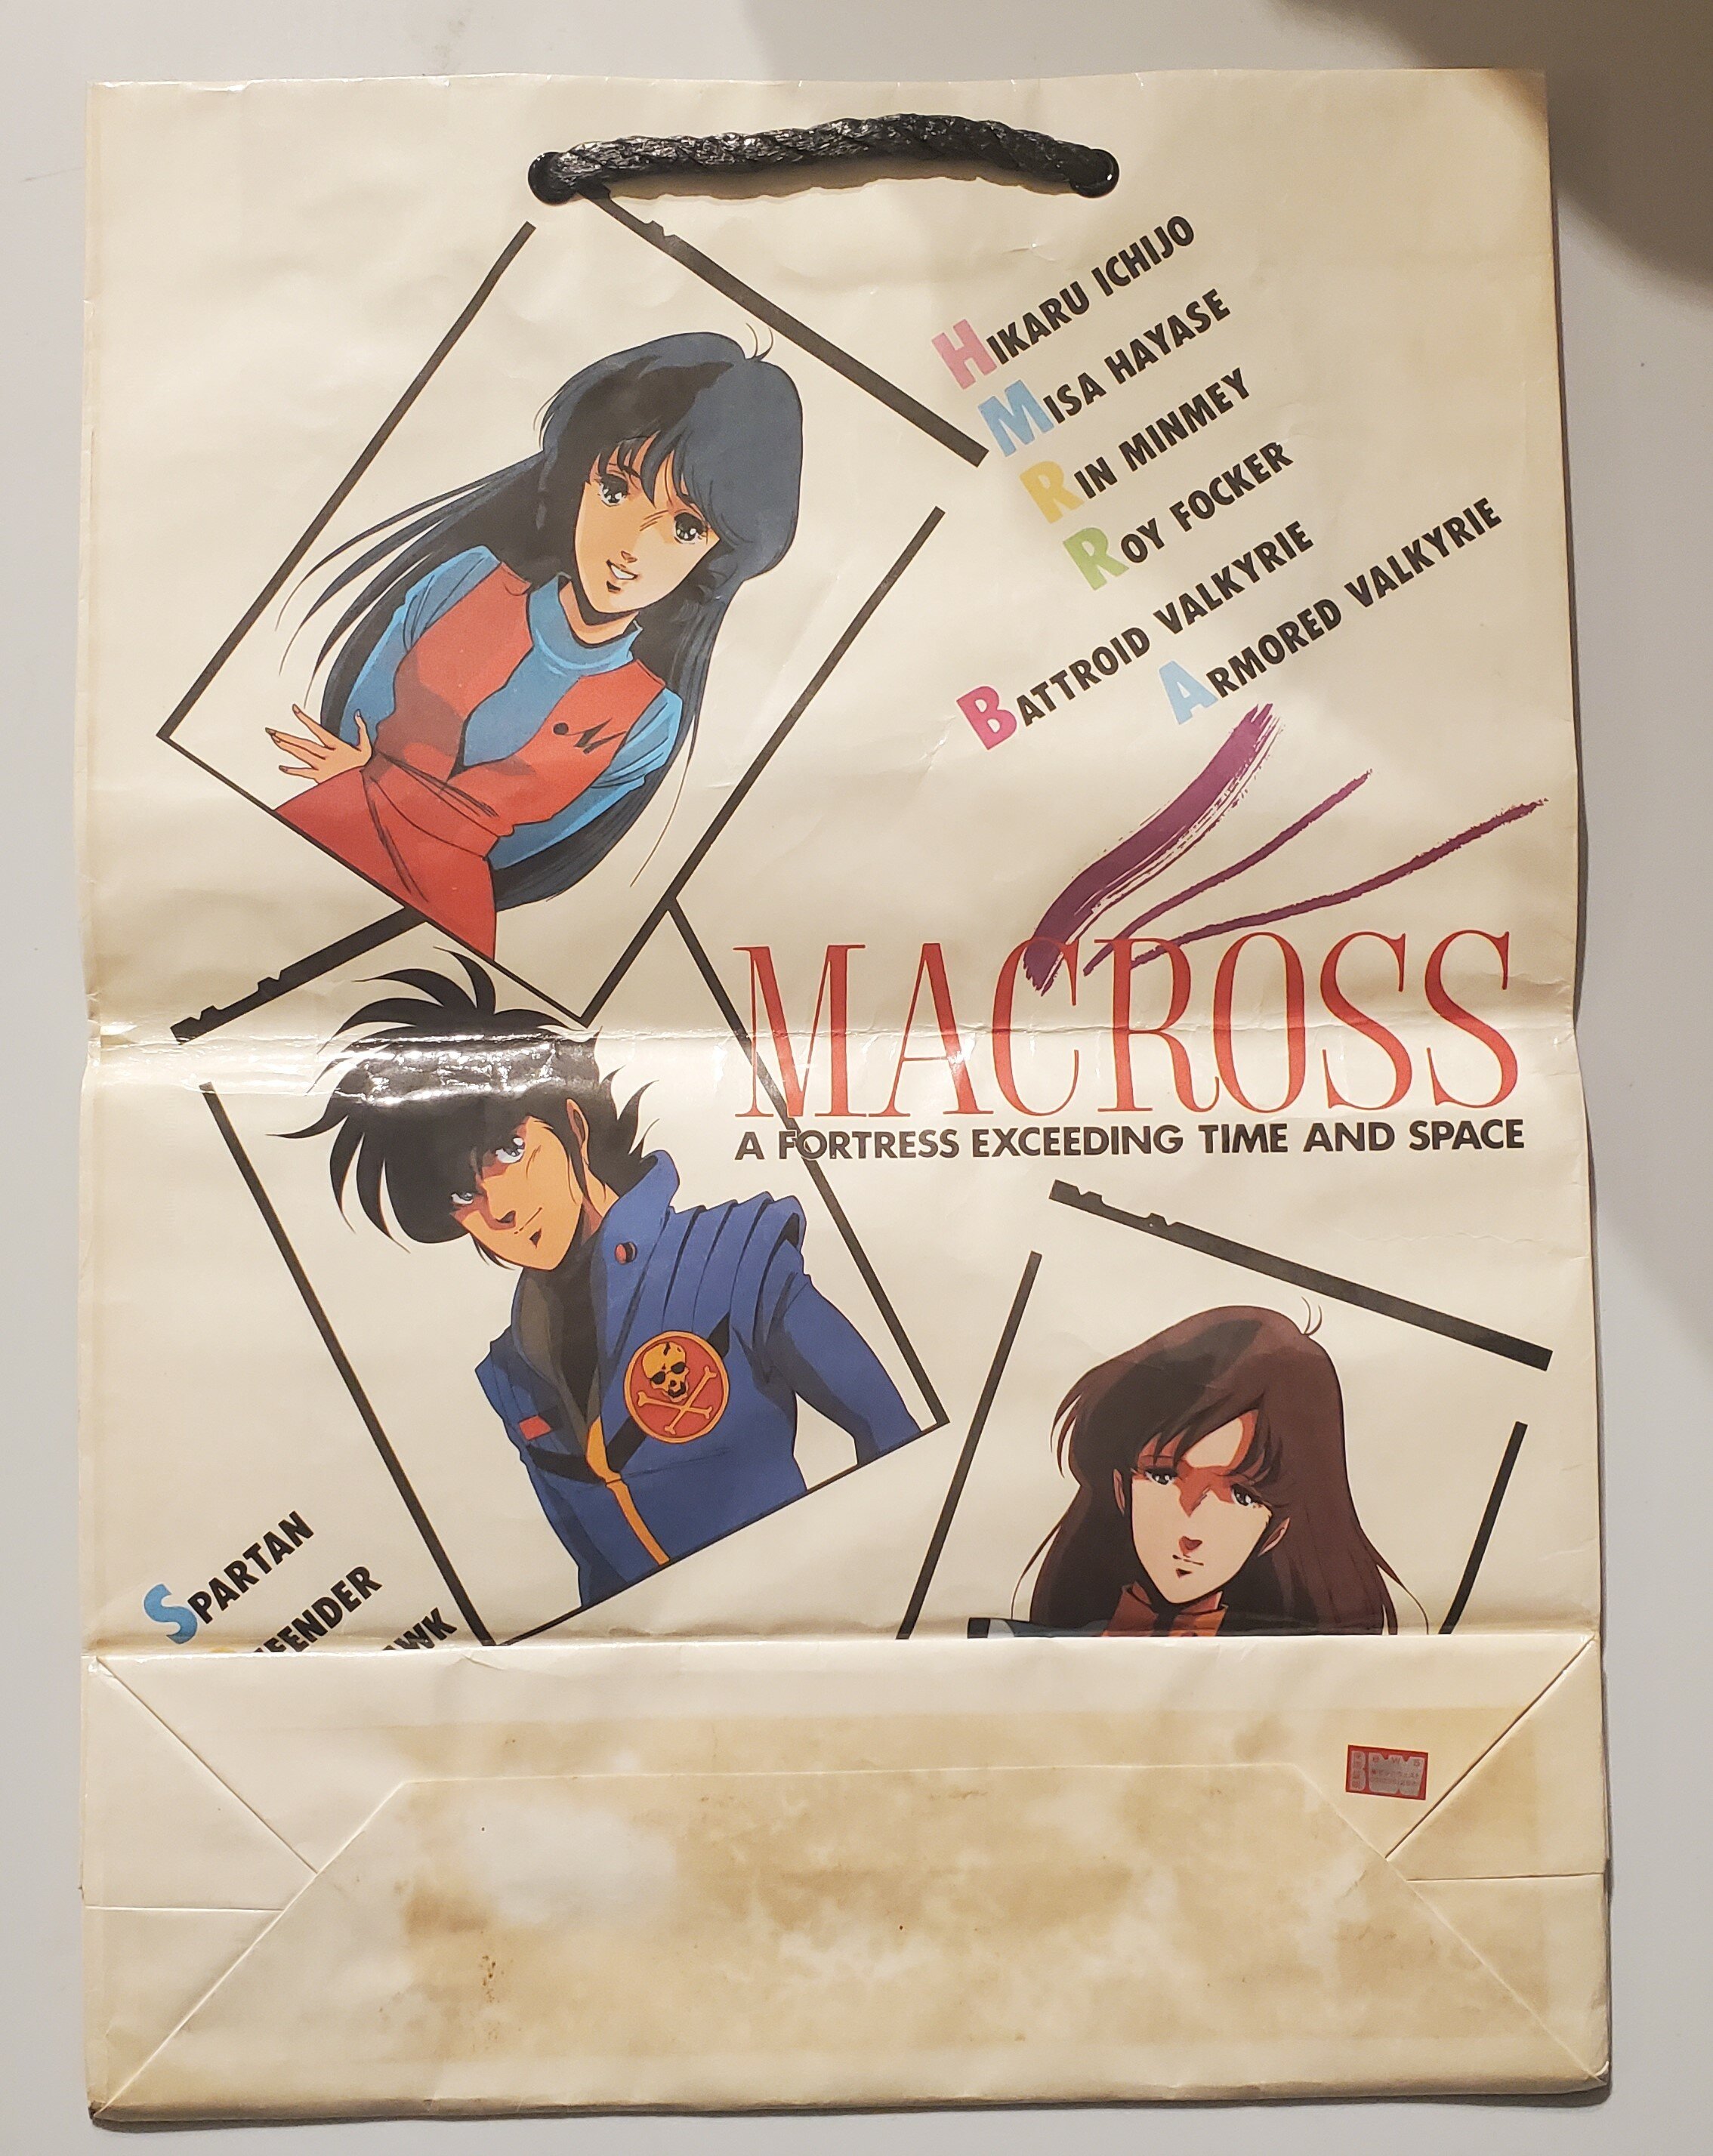 HIKARU ICHIJO
MISA HAYASE
RIN MINMEY
ROY FOCKER
BATTROID VALKYRIE
ARMORED VALKYRIE
MACROSS
A FORTRESS EXCEEDING TIME AND SPACE
SPARTAN